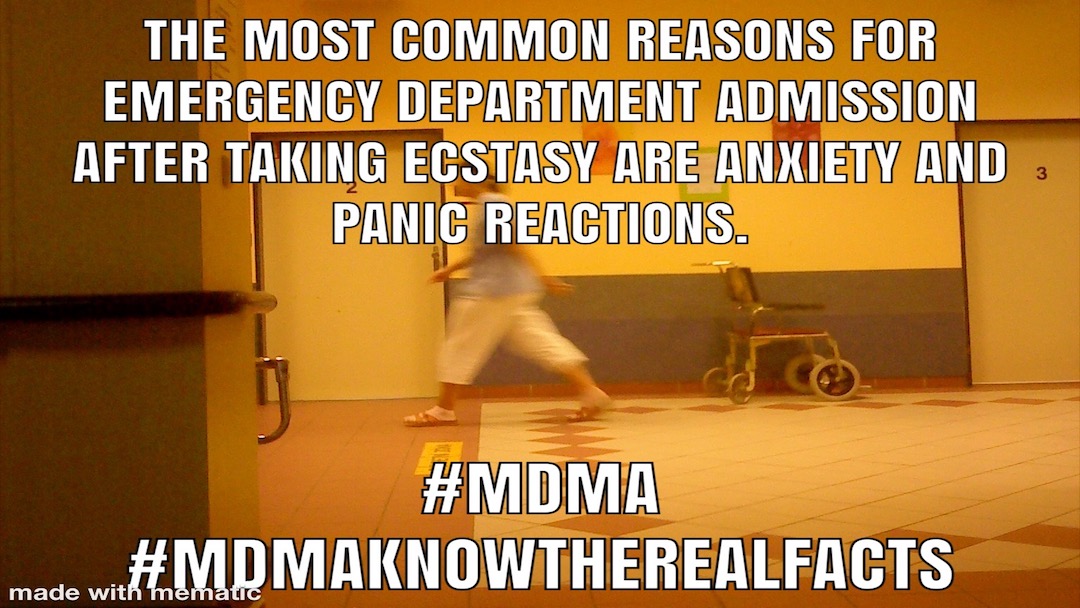 THE MOST COMMON REASONS FOR
EMERGENCY DEPARTMENT ADMISSION
AFTER TAKING ECSTASY ARE ANXIETY AND
PANIC REACTIONS.
2
3
#MDMA
#MDMAKNOWTHEREALFACTS
made with mematic